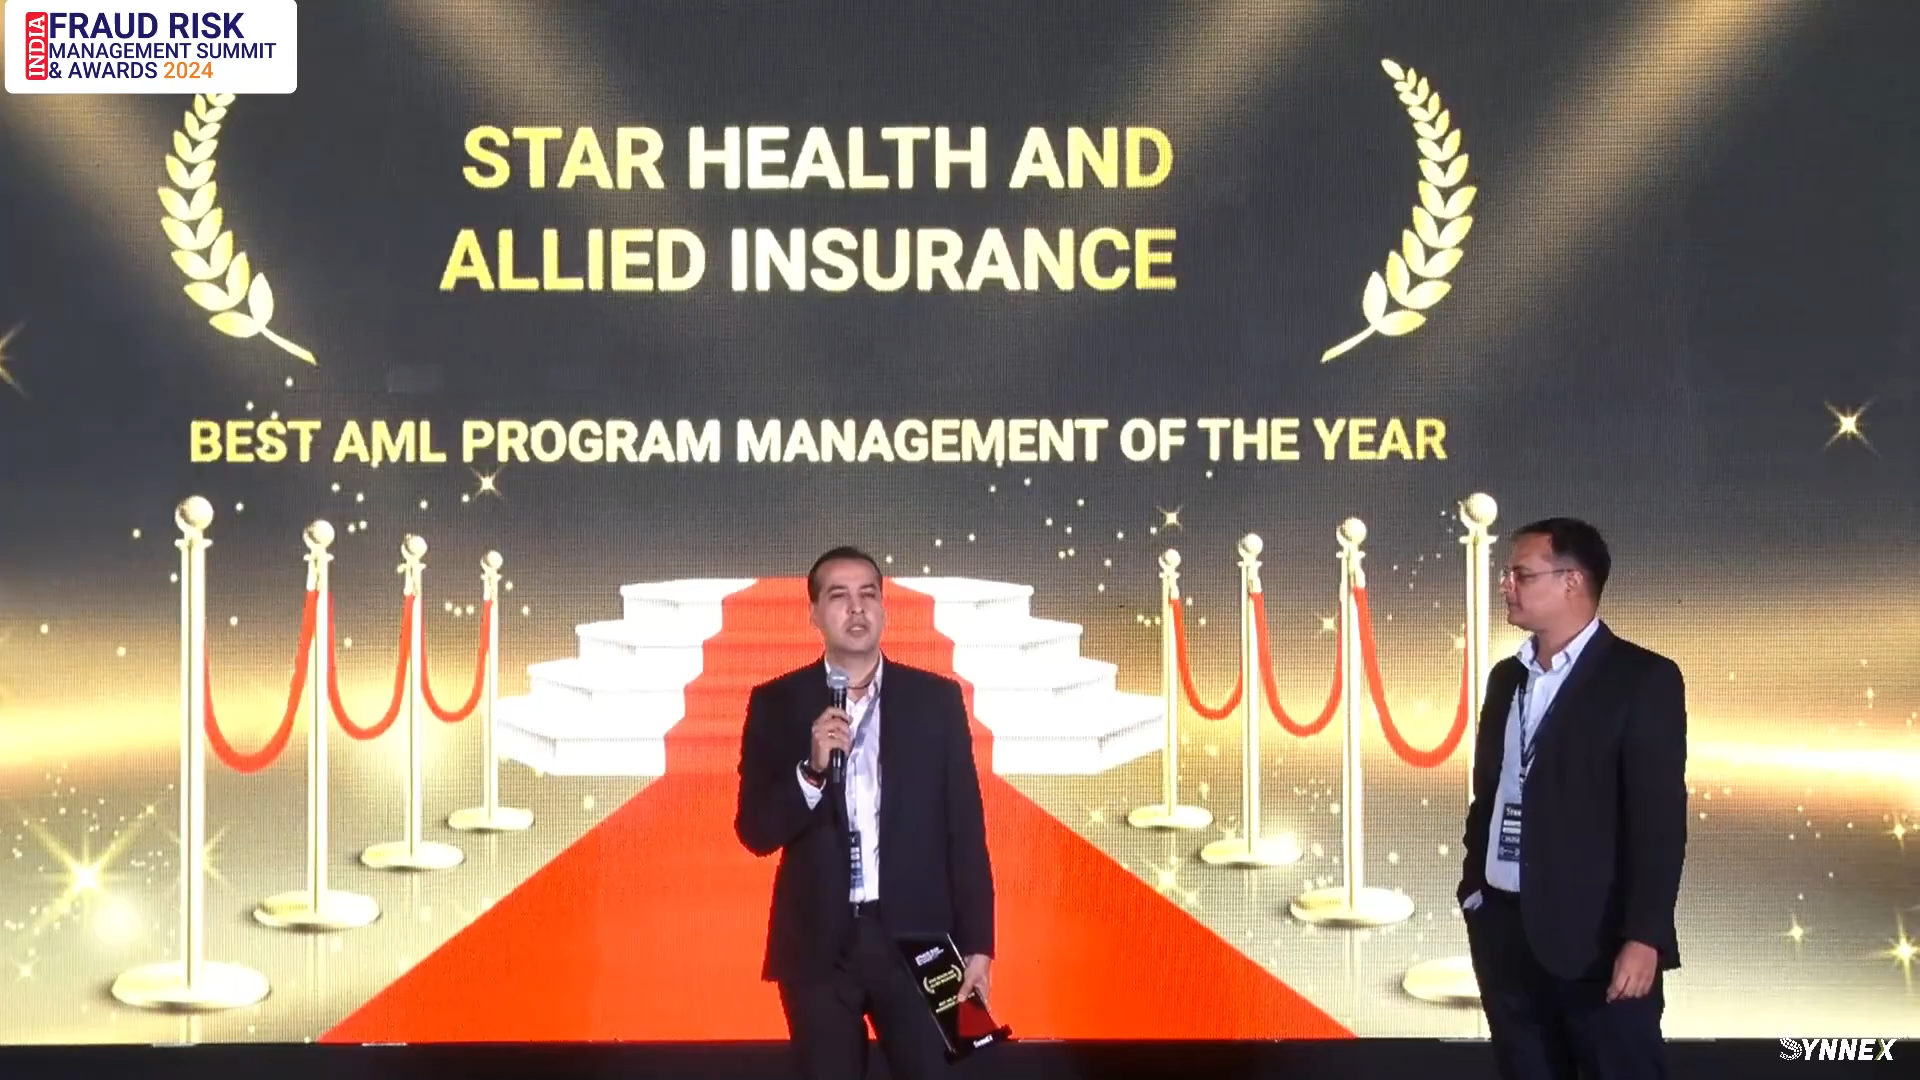 INDIA
FRAUD RISK
MANAGEMENT SUMMIT
& AWARDS 2024
STAR HEALTH AND
ALLIED INSURANCE
BEST AML PROGRAM MANAGEMENT OF THE YEAR
SYNNEX